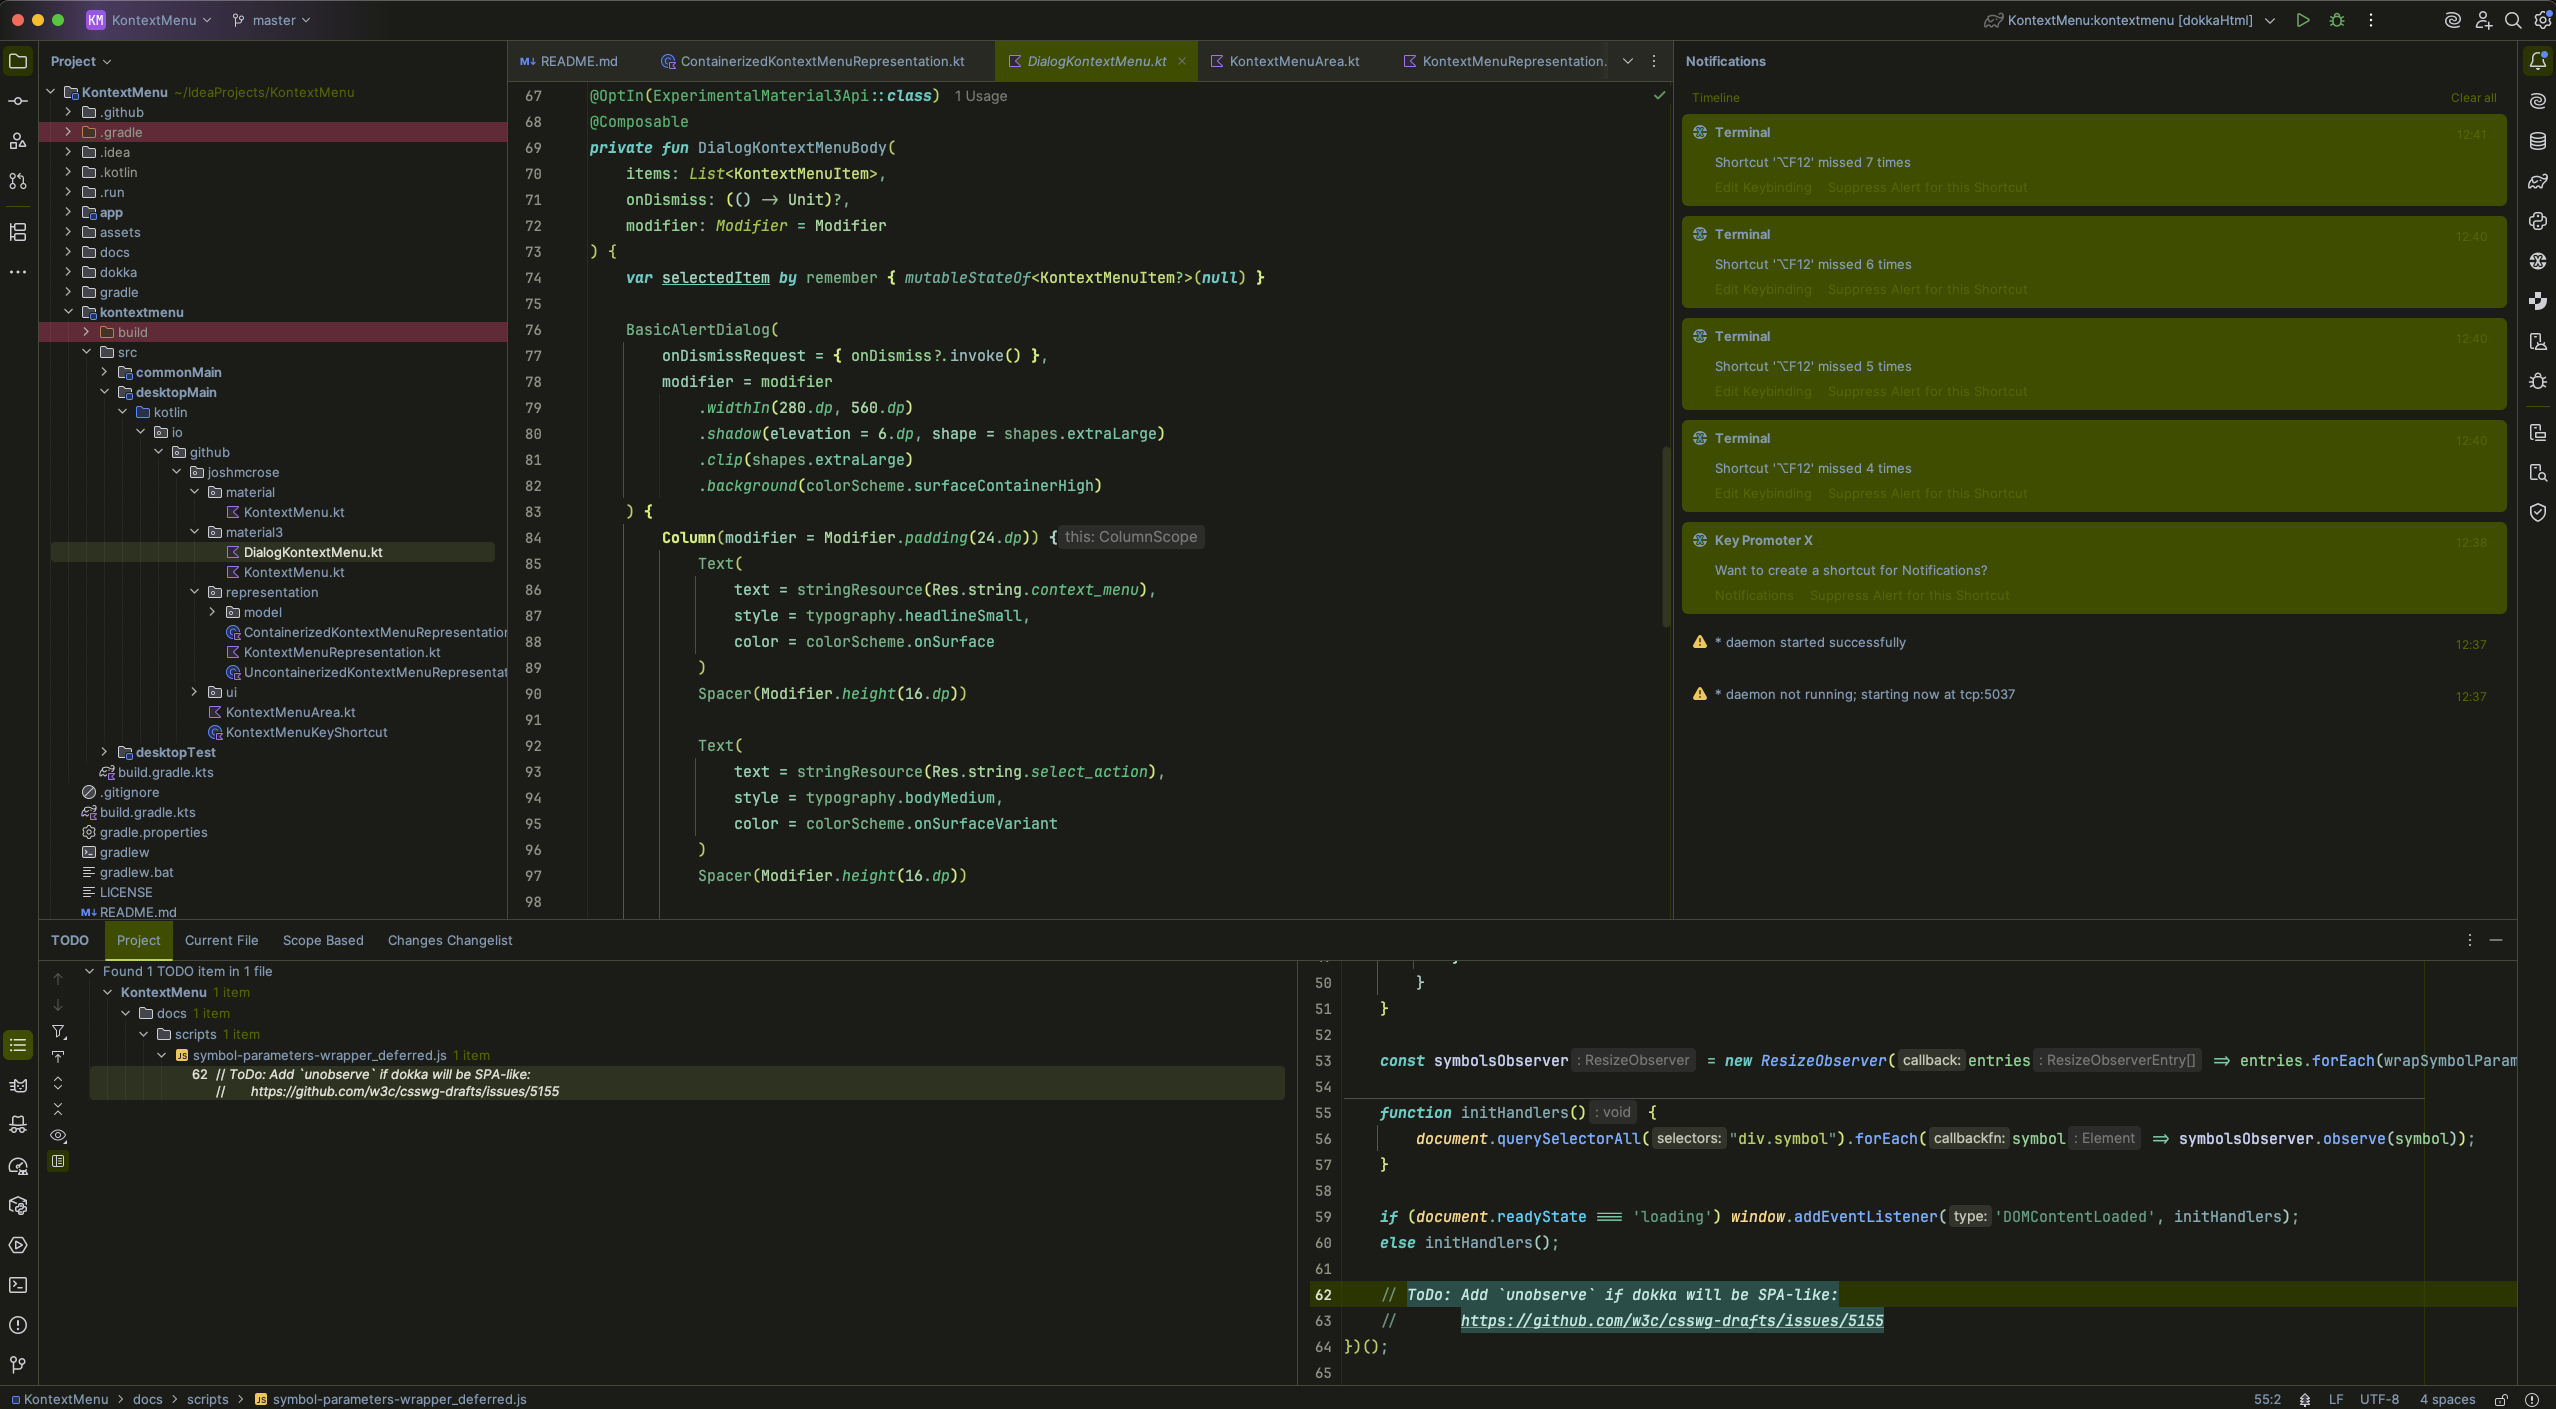 KM KontextMenu master
KontextMenu:kontextmenu [dokkaHtml]
Project
KontextMenu ~/IdeaProjects/KontextMenu
.github
.gradle
.idea
.kotlin
.run
app
assets
docs
dokka
gradle
kontextmenu
build
src
commonMain
desktopMain
kotlin
io
github
joshmcrose
material
KontextMenu.kt
material3
DialogKontextMenu.kt
KontextMenu.kt
representation
model
ContainerizedKontextMenuRepresentation
KontextMenuRepresentation.kt
UncontainerizedKontextMenuRepresentat
ui
KontextMenuArea.kt
KontextMenuKeyShortcut
desktopTest
build.gradle.kts
.gitignore
build.gradle.kts
gradle.properties
gradlew
gradlew.bat
LICENSE
README.md
README.md ContainerizedKontextMenuRepresentation.kt DialogKontextMenu.kt KontextMenuArea.kt KontextMenuRepresentation.
67 @OptIn(ExperimentalMaterial3Api::class) 1 Usage
68 @Composable
69 private fun DialogKontextMenuBody(
70 items: List<KontextMenuItem>,
71 onDismiss: (() -> Unit)?,
72 modifier: Modifier = Modifier
73 ) {
74 var selectedItem by remember { mutableStateOf<KontextMenuItem?>(null) }
75
76 BasicAlertDialog(
77 onDismissRequest = { onDismiss?.invoke() },
78 modifier = modifier
79 .widthIn(280.dp, 560.dp)
80 .shadow(elevation = 6.dp, shape = shapes.extraLarge)
81 .clip(shapes.extraLarge)
82 .background(colorScheme.surfaceContainerHigh)
83 ) {
84 Column(modifier = Modifier.padding(24.dp)) { this: ColumnScope
85 Text(
86 text = stringResource(Res.string.context_menu),
87 style = typography.headlineSmall,
88 color = colorScheme.onSurface
89 )
90 Spacer(Modifier.height(16.dp))
91
92 Text(
93 text = stringResource(Res.string.select_action),
94 style = typography.bodyMedium,
95 color = colorScheme.onSurfaceVariant
96 )
97 Spacer(Modifier.height(16.dp))
98
Notifications
Timeline Clear all
Terminal 12:41
Shortcut '⌥F12' missed 7 times
Edit Keybinding Suppress Alert for this Shortcut
Terminal 12:40
Shortcut '⌥F12' missed 6 times
Edit Keybinding Suppress Alert for this Shortcut
Terminal 12:40
Shortcut '⌥F12' missed 5 times
Edit Keybinding Suppress Alert for this Shortcut
Terminal 12:40
Shortcut '⌥F12' missed 4 times
Edit Keybinding Suppress Alert for this Shortcut
Key Promoter X 12:38
Want to create a shortcut for Notifications?
Notifications Suppress Alert for this Shortcut
* daemon started successfully 12:37
* daemon not running; starting now at tcp:5037 12:37
TODO Project Current File Scope Based Changes Changelist
Found 1 TODO item in 1 file
KontextMenu 1 item
docs 1 item
scripts 1 item
symbol-parameters-wrapper_deferred.js 1 item
62 // ToDo: Add `unobserve` if dokka will be SPA-like:
// https://github.com/w3c/csswg-drafts/issues/5155
50 }
51 }
52
53 const symbolsObserver : ResizeObserver = new ResizeObserver( callback: entries : ResizeObserverEntry[] => entries.forEach(wrapSymbolParam
54
55 function initHandlers() : void {
56 document.querySelectorAll( selectors: "div.symbol").forEach( callbackfn: symbol : Element => symbolsObserver.observe(symbol));
57 }
58
59 if (document.readyState === 'loading') window.addEventListener( type: 'DOMContentLoaded', initHandlers);
60 else initHandlers();
61
62 // ToDo: Add `unobserve` if dokka will be SPA-like:
63 // https://github.com/w3c/csswg-drafts/issues/5155
64 })();
65
KontextMenu > docs > scripts > symbol-parameters-wrapper_deferred.js
55:2 LF UTF-8 4 spaces